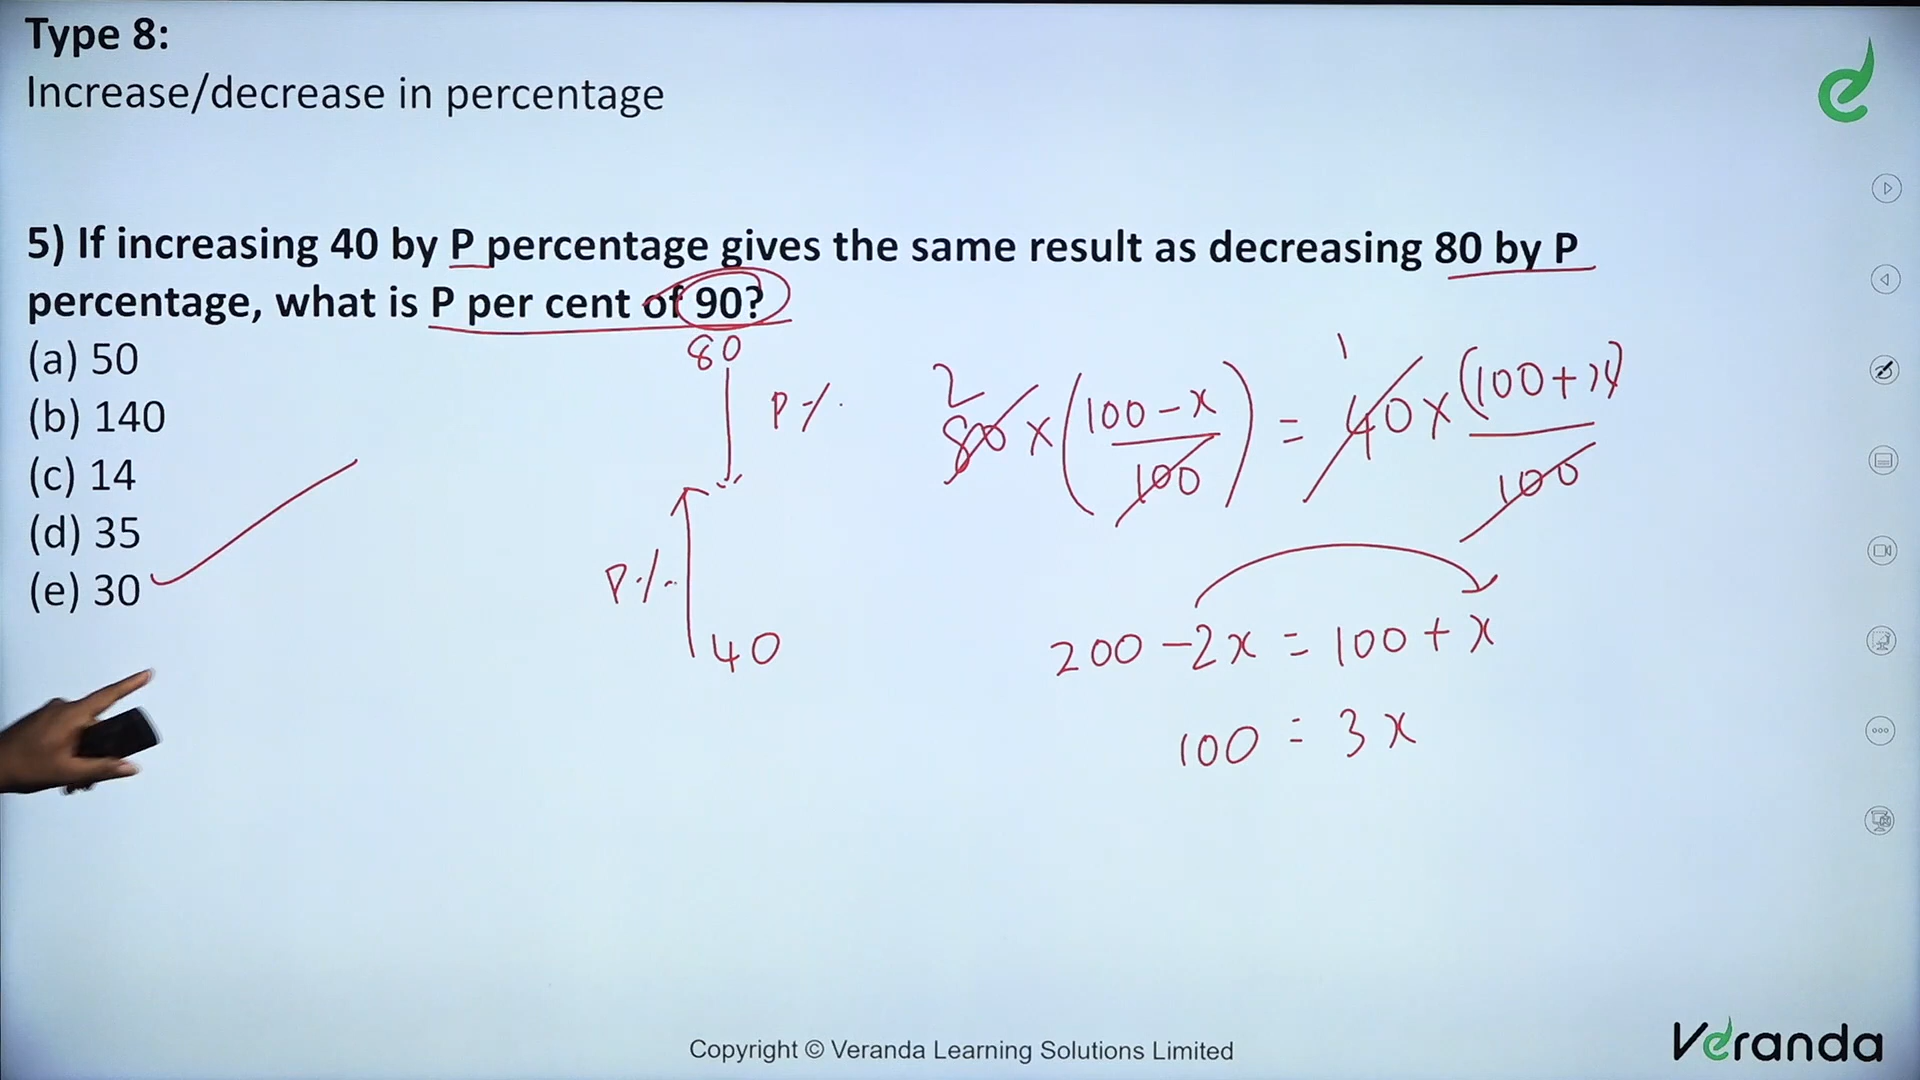 Type 8:
Increase/decrease in percentage
5) If increasing 40 by P percentage gives the same result as decreasing 80 by P
percentage, what is P per cent of 90?
(a) 50
(b) 140
(c) 14
(d) 35
(e) 30
80
P%
P%
40
2 1
80 × (100 - x / 100) = 40 × (100 + x) / 100
200 - 2x = 100 + x
100 = 3x
Copyright © Veranda Learning Solutions Limited
Veranda